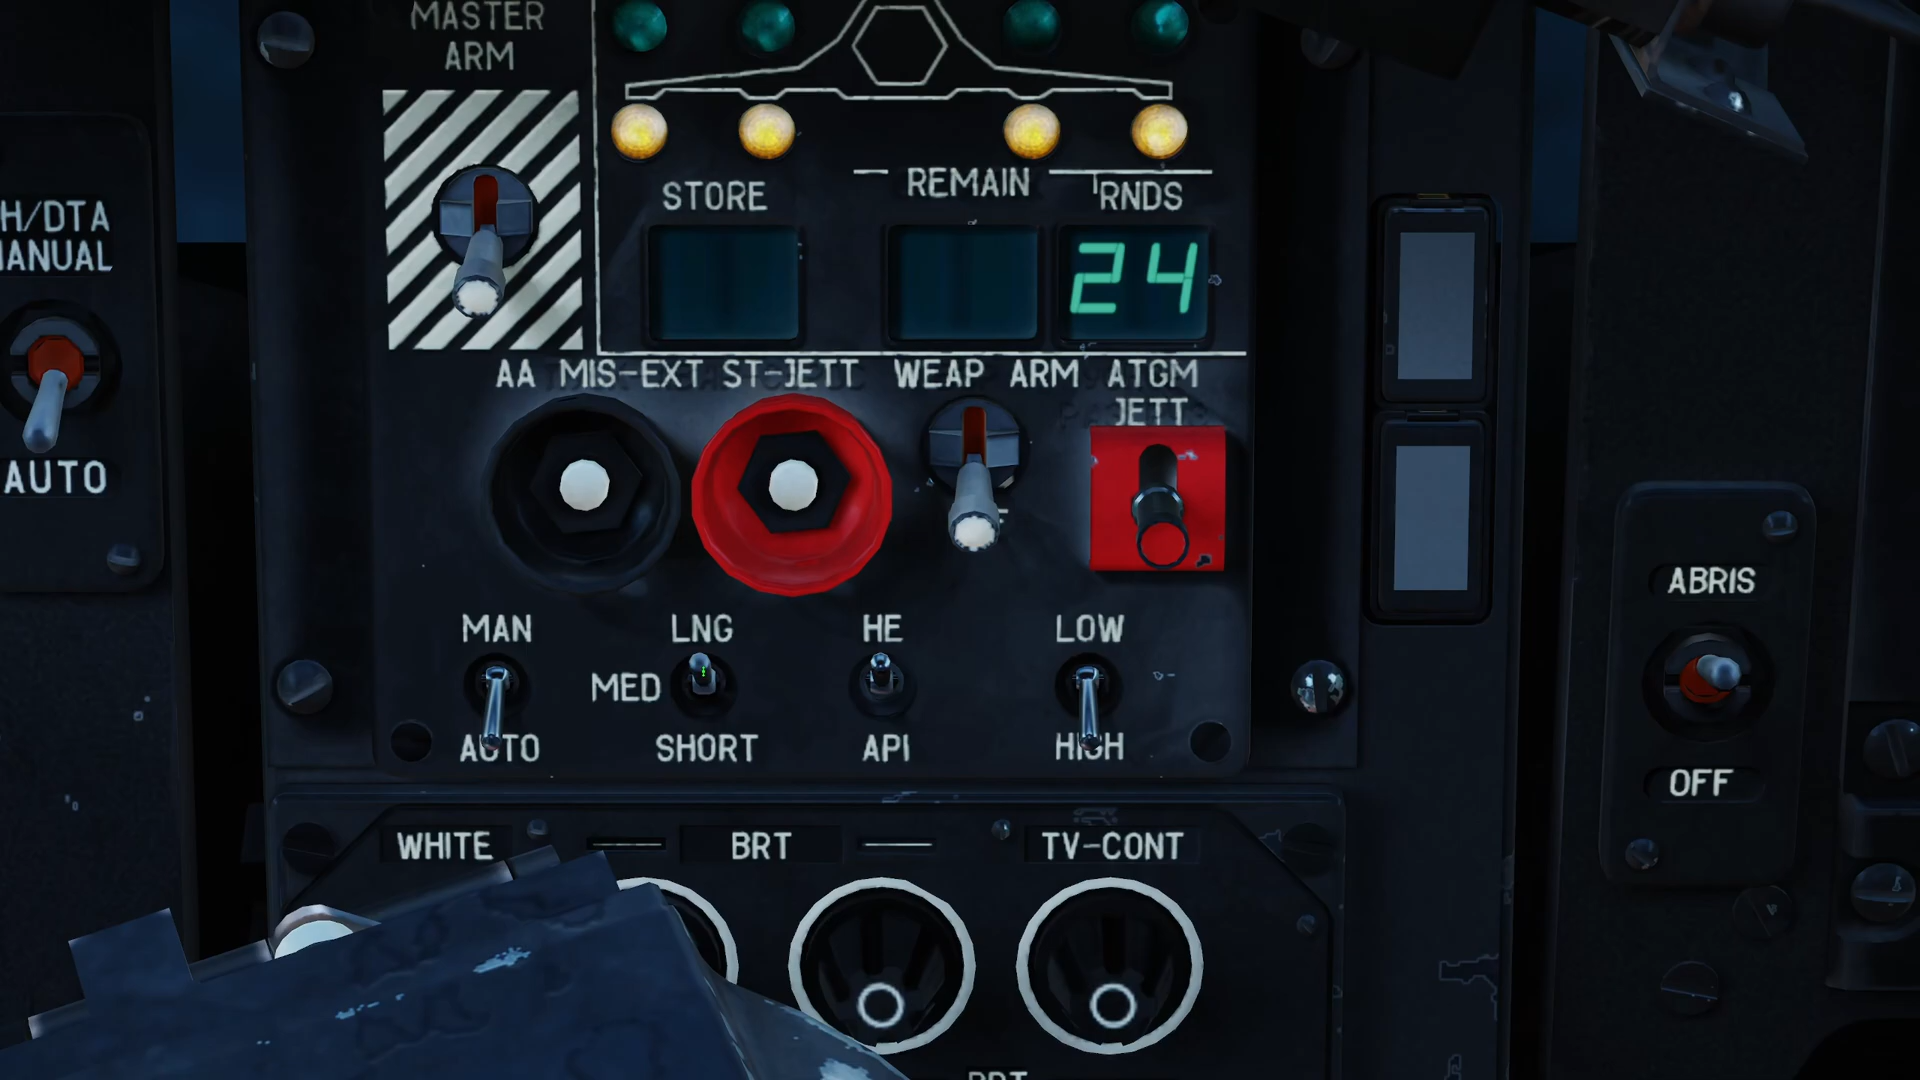 MASTER
ARM
H/DTA
MANUAL
AUTO
STORE
REMAIN
RNDS
24
AA MIS-EXT ST-JETT WEAP ARM ATGM
JETT
MAN
LNG
HE
LOW
MED
AUTO
SHORT
API
HIGH
ABRIS
OFF
WHITE
BRT
TV-CONT